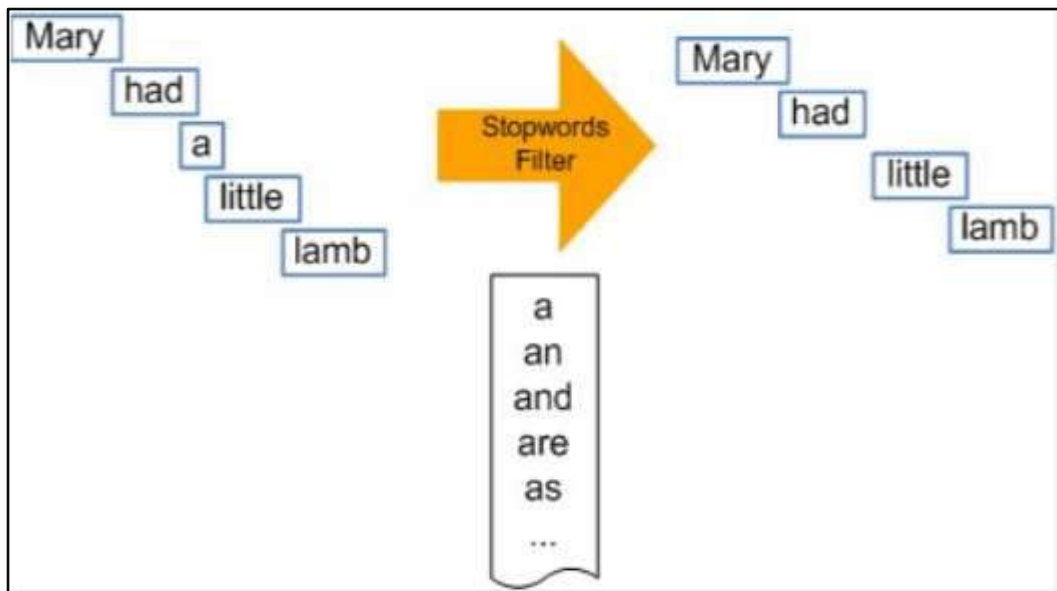 Mary
had
a
little
lamb
Stopwords
Filter
a
an
and
are
as
...
Mary
had
little
lamb